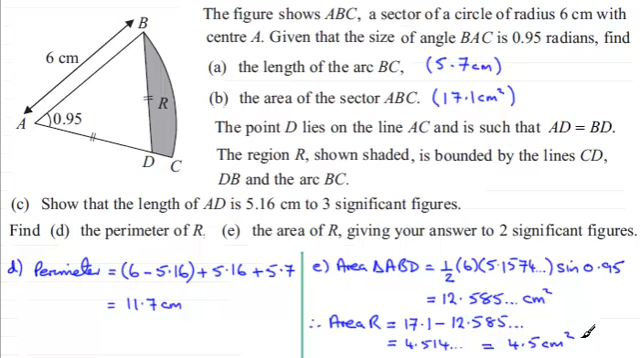 The figure shows ABC, a sector of a circle of radius 6 cm with
centre A. Given that the size of angle BAC is 0.95 radians, find
(a) the length of the arc BC, (5.7cm)
(b) the area of the sector ABC. (17.1cm²)
The point D lies on the line AC and is such that AD = BD.
The region R, shown shaded, is bounded by the lines CD,
DB and the arc BC.
B
6 cm
R
A
0.95
D
C
(c) Show that the length of AD is 5.16 cm to 3 significant figures.
Find (d) the perimeter of R, (e) the area of R, giving your answer to 2 significant figures.
d) Perimeter = (6 - 5.16) + 5.16 + 5.7
= 11.7 cm
e) Area △ABD = ½(6)(5.1574...) sin 0.95
= 12.585... cm²
∴ Area R = 17.1 - 12.585...
= 4.514... = 4.5 cm²